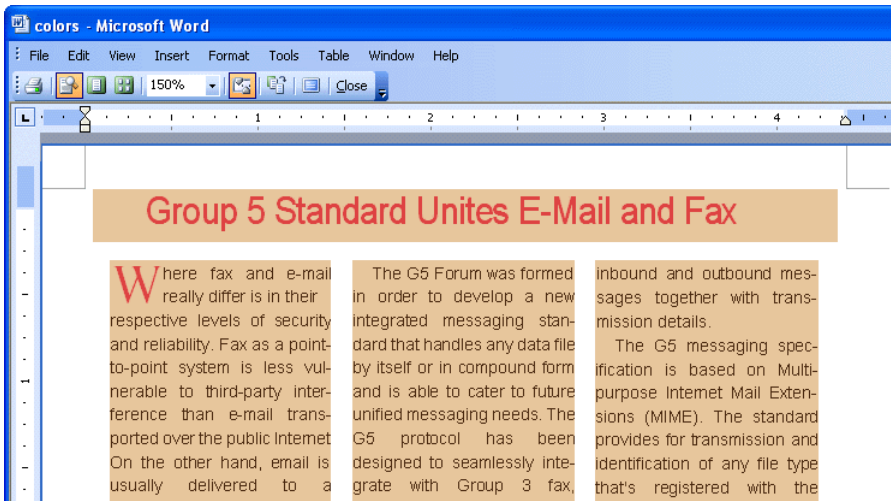 colors - Microsoft Word
File Edit View Insert Format Tools Table Window Help
150% Close
1 2 3 4
Group 5 Standard Unites E-Mail and Fax
Where fax and e-mail
really differ is in their
respective levels of security
and reliability. Fax as a point-
to-point system is less vul-
nerable to third-party inter-
ference than e-mail trans-
ported over the public Internet
On the other hand, email is
usually delivered to a
The G5 Forum was formed
in order to develop a new
integrated messaging stan-
dard that handles any data file
by itself or in compound form
and is able to cater to future
unified messaging needs. The
G5 protocol has been
designed to seamlessly inte-
grate with Group 3 fax,
inbound and outbound mes-
sages together with trans-
mission details.
The G5 messaging spec-
ification is based on Multi-
purpose Internet Mail Exten-
sions (MIME). The standard
provides for transmission and
identification of any file type
that's registered with the
1